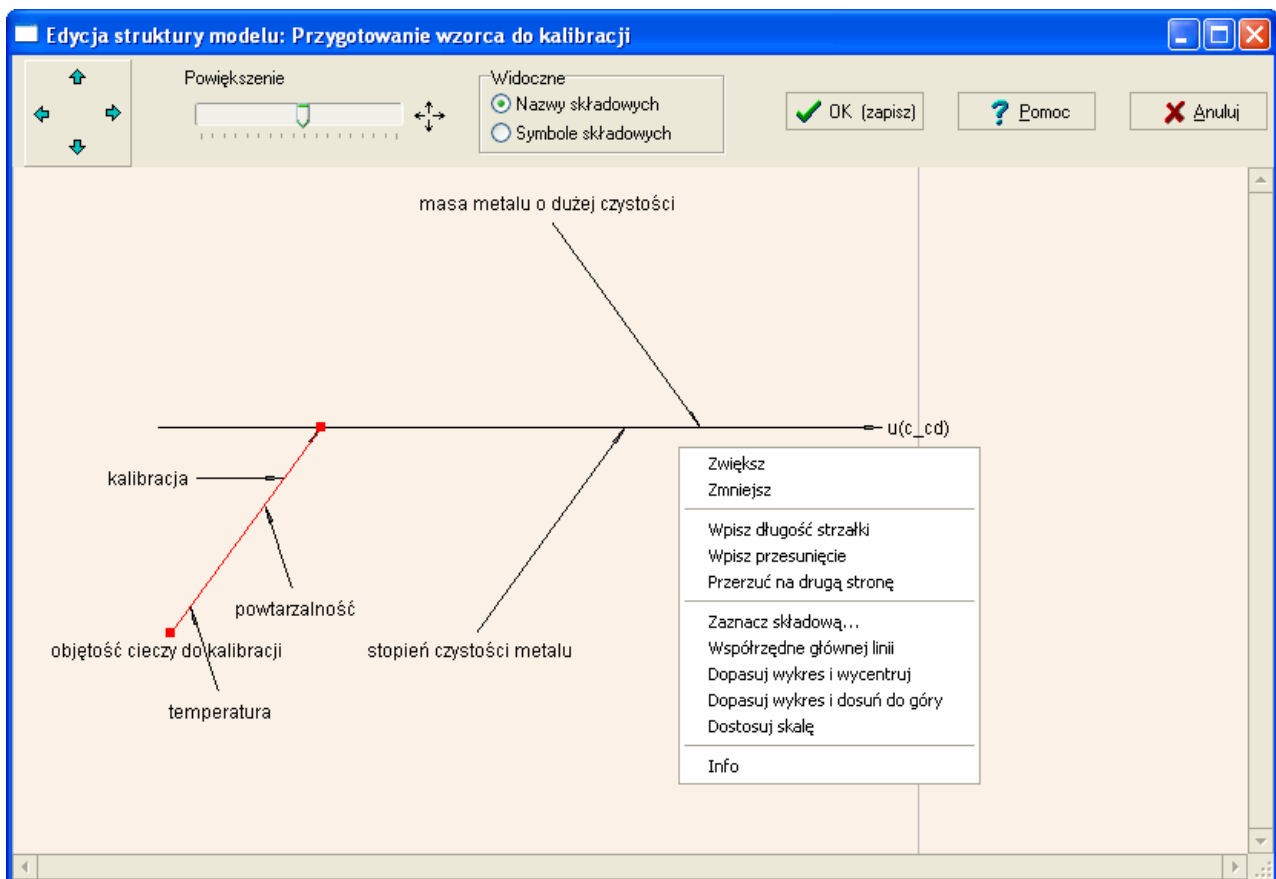 Edycja struktury modelu: Przygotowanie wzorca do kalibracji
Powiększenie
Widoczne
Nazwy składowych
Symbole składowych
OK (zapisz)
Pomoc
Anuluj
masa metalu o dużej czystości
u(c_cd)
kalibracja
powtarzalność
objętość cieczy do kalibracji
stopień czystości metalu
temperatura
Zwiększ
Zmniejsz
Wpisz długość strzałki
Wpisz przesunięcie
Przerzuć na drugą stronę
Zaznacz składową...
Współrzędne głównej linii
Dopasuj wykres i wycentruj
Dopasuj wykres i dosuń do góry
Dostosuj skalę
Info